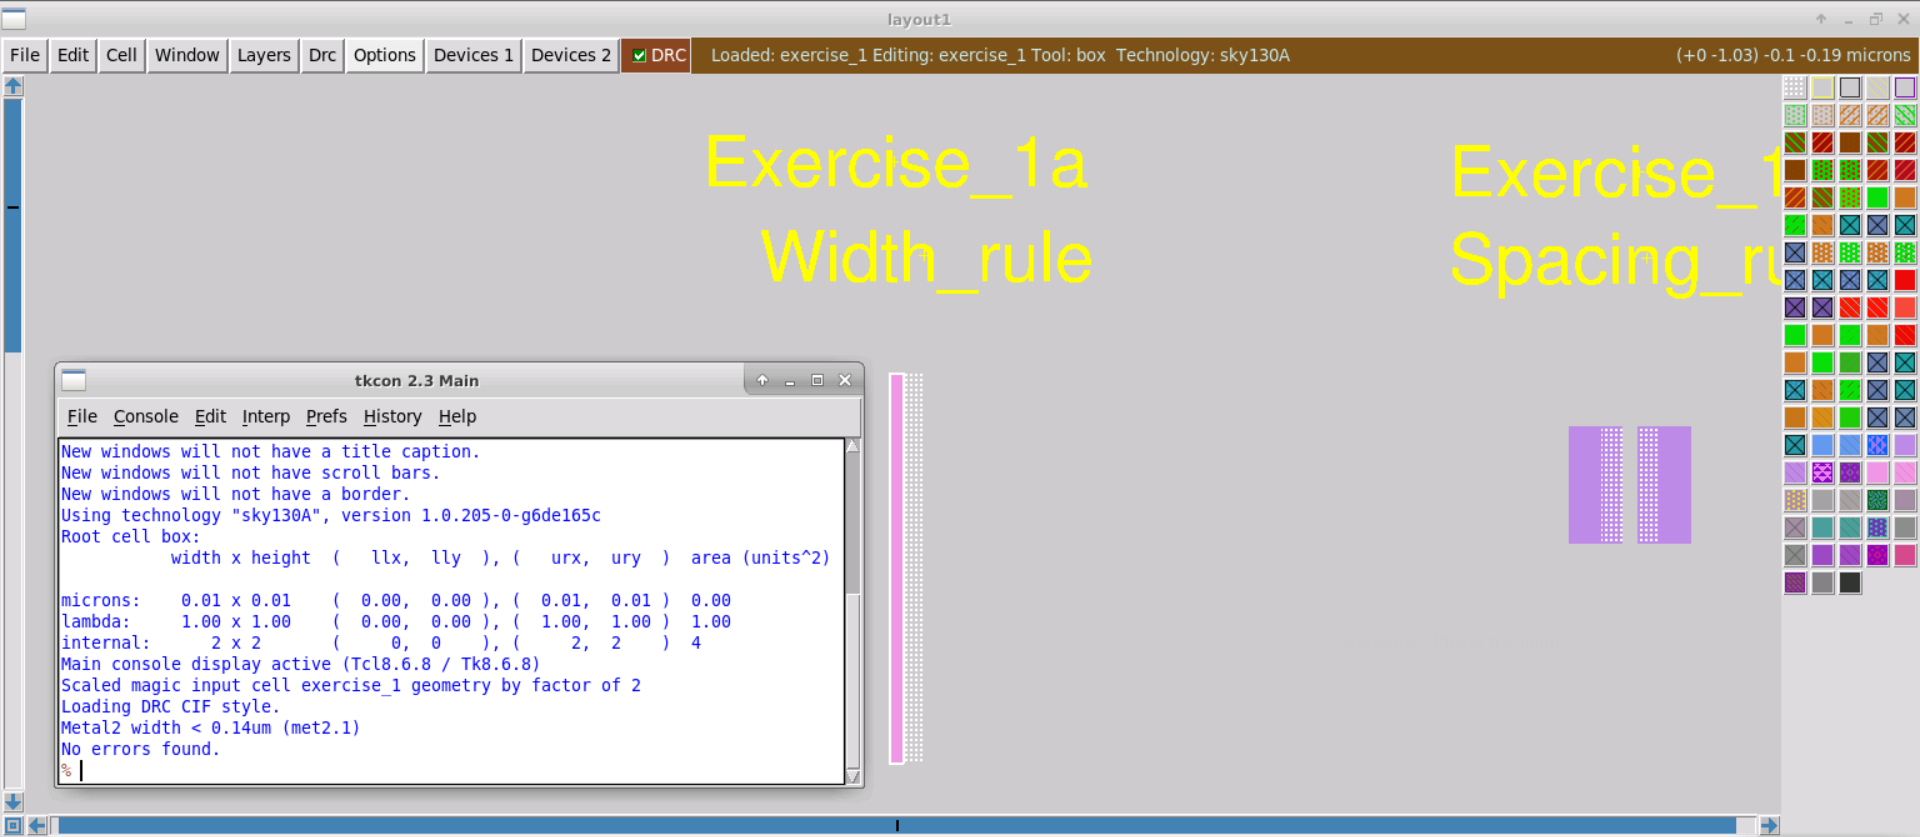 layout1
File Edit Cell Window Layers Drc Options Devices 1 Devices 2 DRC Loaded: exercise_1 Editing: exercise_1 Tool: box Technology: sky130A (+0 -1.03) -0.1 -0.19 microns
Exercise_1a
Width_rule
Exercise_1
Spacing_ru
tkcon 2.3 Main
File Console Edit Interp Prefs History Help
New windows will not have a title caption.
New windows will not have scroll bars.
New windows will not have a border.
Using technology "sky130A", version 1.0.205-0-g6de165c
Root cell box:
width x height ( llx, lly ), ( urx, ury ) area (units^2)
microns: 0.01 x 0.01 ( 0.00, 0.00 ), ( 0.01, 0.01 ) 0.00
lambda: 1.00 x 1.00 ( 0.00, 0.00 ), ( 1.00, 1.00 ) 1.00
internal: 2 x 2 ( 0, 0 ), ( 2, 2 ) 4
Main console display active (Tcl8.6.8 / Tk8.6.8)
Scaled magic input cell exercise_1 geometry by factor of 2
Loading DRC CIF style.
Metal2 width < 0.14um (met2.1)
No errors found.
%